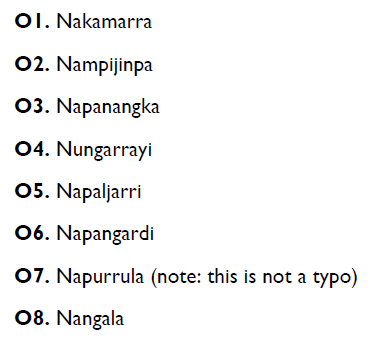 O1. Nakamarra
O2. Nampijinpa
O3. Napanangka
O4. Nungarrayi
O5. Napaljarri
O6. Napangardi
O7. Napurrula (note: this is not a typo)
O8. Nangala